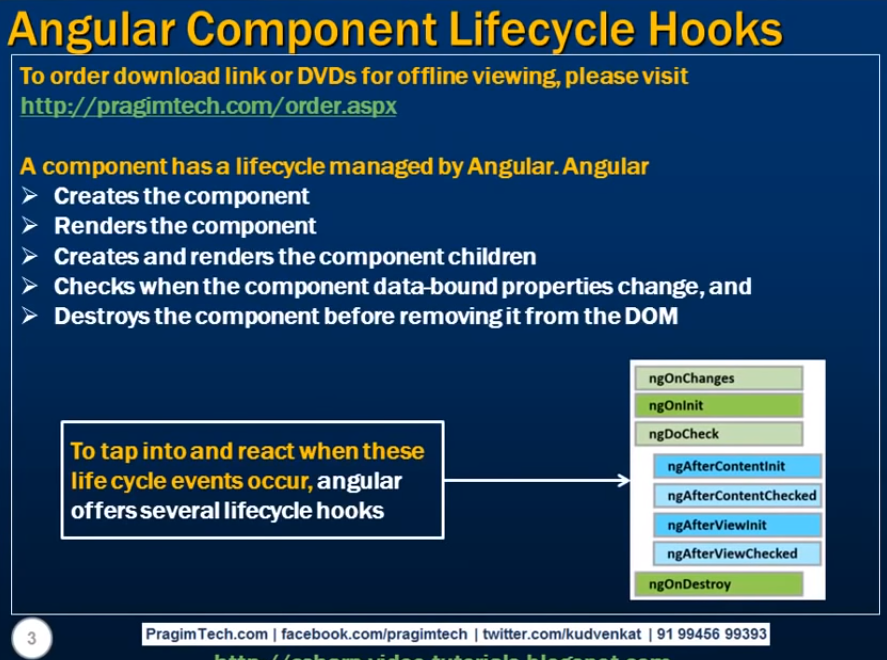 Angular Component Lifecycle Hooks
To order download link or DVDs for offline viewing, please visit
http://pragimtech.com/order.aspx
A component has a lifecycle managed by Angular. Angular
➢ Creates the component
➢ Renders the component
➢ Creates and renders the component children
➢ Checks when the component data-bound properties change, and
➢ Destroys the component before removing it from the DOM
To tap into and react when these
life cycle events occur, angular
offers several lifecycle hooks
ngOnChanges
ngOnInit
ngDoCheck
ngAfterContentInit
ngAfterContentChecked
ngAfterViewInit
ngAfterViewChecked
ngOnDestroy
3
PragimTech.com | facebook.com/pragimtech | twitter.com/kudvenkat | 91 99456 99393